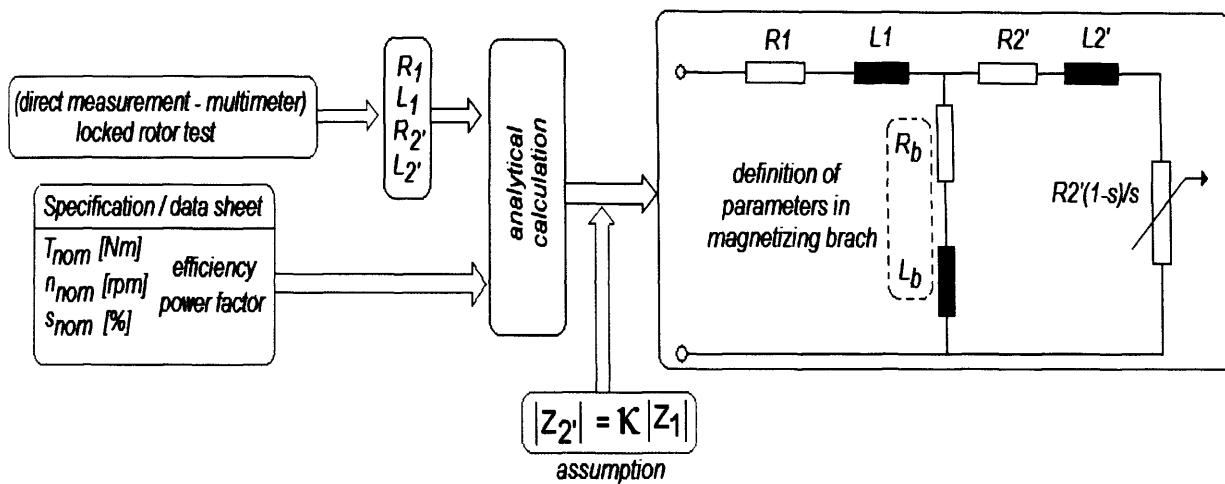 (direct measurement - multimeter)
locked rotor test
R1
L1
R2'
L2'
Specification / data sheet
Tnom [Nm]
nnom [rpm]
snom [%]
efficiency
power factor
analytical
calculation
|Z2'| = K |Z1|
assumption
R1
L1
R2'
L2'
Rb
Lb
definition of
parameters in
magnetizing brach
R2'(1-s)/s